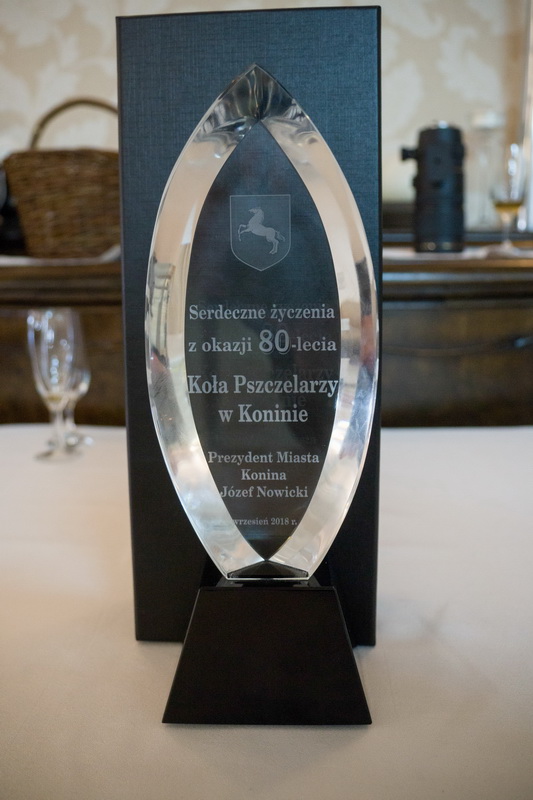 Serdeczne życzenia
z okazji 80-lecia
Koła Pszczelarzy
w Koninie
Prezydent Miasta
Konina
Józef Nowicki
wrzesień 2018 r.